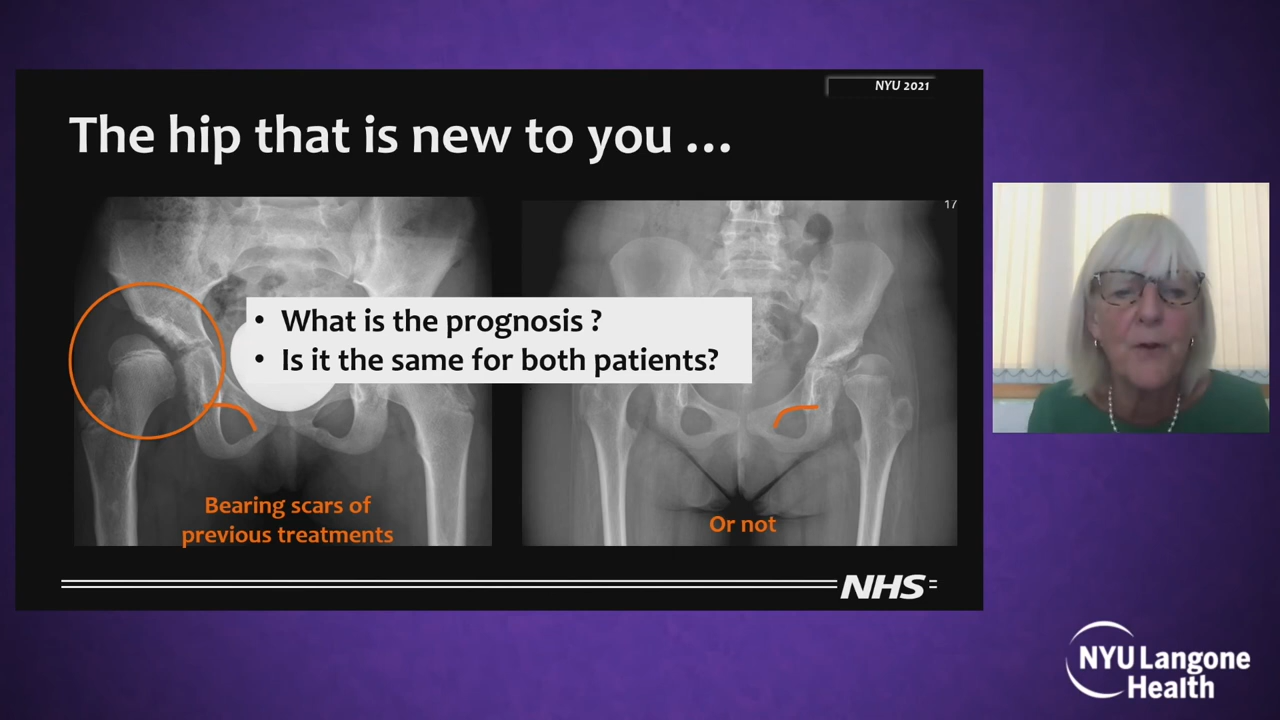 NYU 2021
The hip that is new to you ...
17
• What is the prognosis ?
• Is it the same for both patients?
Bearing scars of
previous treatments
Or not
NHS
NYU Langone
Health